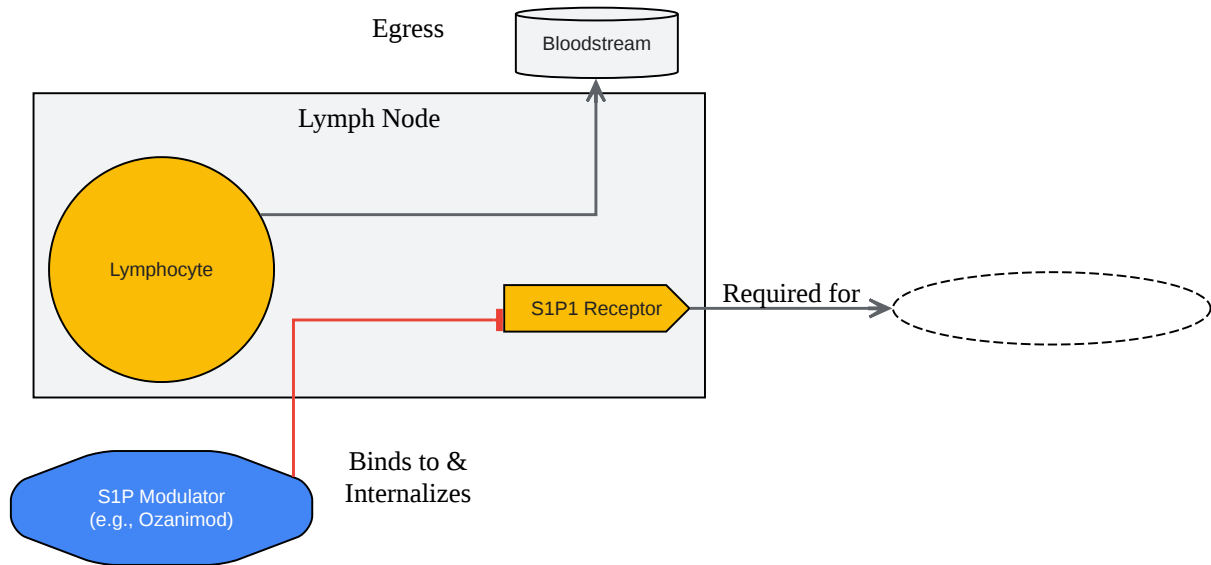 Egress
Bloodstream
Lymph Node
Lymphocyte
S1P1 Receptor
Required for
Binds to &
Internalizes
S1P Modulator
(e.g., Ozanimod)